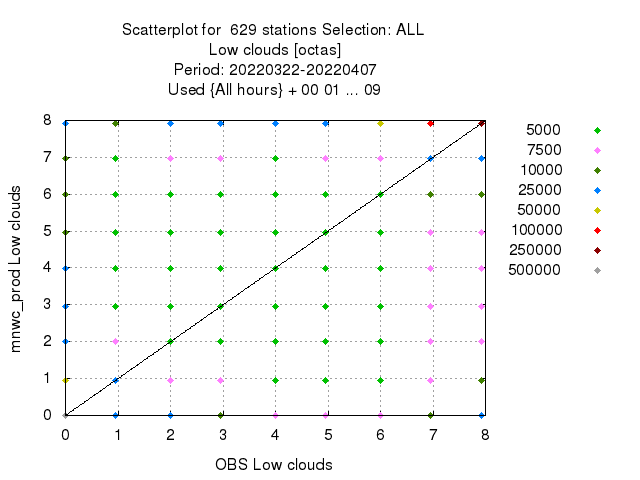 Scatterplot for  629 stations Selection: ALL
Low clouds [octas]
Period: 20220322-20220407
Used {All hours} + 00 01 ... 09
8
7
6
5
4
3
2
1
0
mnwc_prod Low clouds
0 1 2 3 4 5 6 7 8
OBS Low clouds
5000
7500
10000
25000
50000
100000
250000
500000